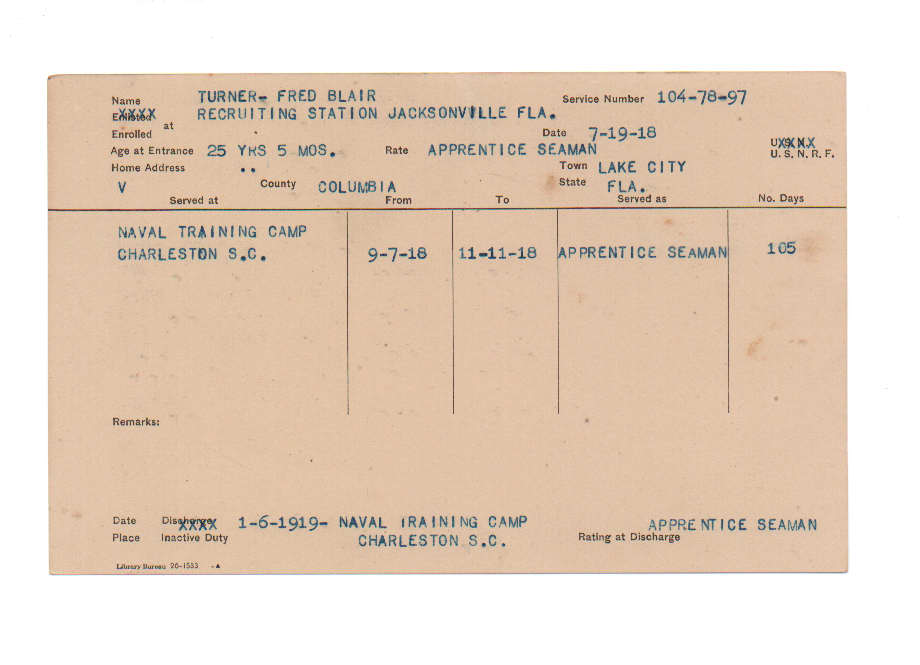 Name TURNER- FRED BLAIR Service Number 104-78-97
Enlisted XXXX at RECRUITING STATION JACKSONVILLE FLA.
Enrolled Date 7-19-18
Age at Entrance 25 YRS 5 MOS. Rate APPRENTICE SEAMAN U.S.N. XXXX
U. S. N. R. F.
Home Address .. Town LAKE CITY
V County COLUMBIA State FLA.
Served at From To Served as No. Days
NAVAL TRAINING CAMP
CHARLESTON S.C. 9-7-18 11-11-18 APPRENTICE SEAMAN 105
Remarks:
Date Discharge XXXX 1-6-1919- NAVAL TRAINING CAMP APPRENTICE SEAMAN
Place Inactive Duty CHARLESTON S.C. Rating at Discharge
Library Bureau 26-1533 -▲